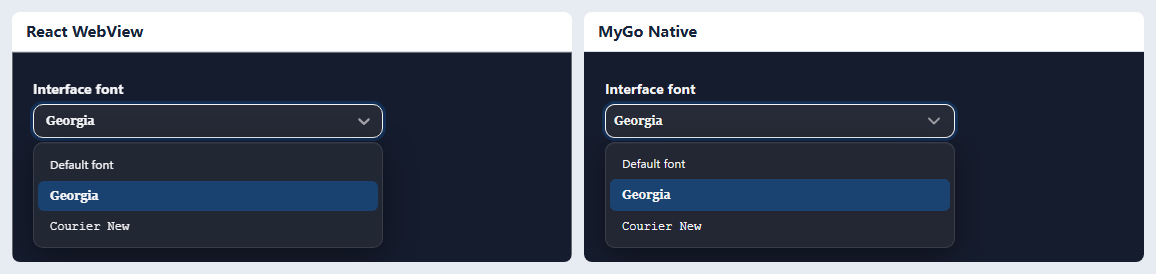 React WebView
Interface font
Georgia
Default font
Georgia
Courier New
MyGo Native
Interface font
Georgia
Default font
Georgia
Courier New